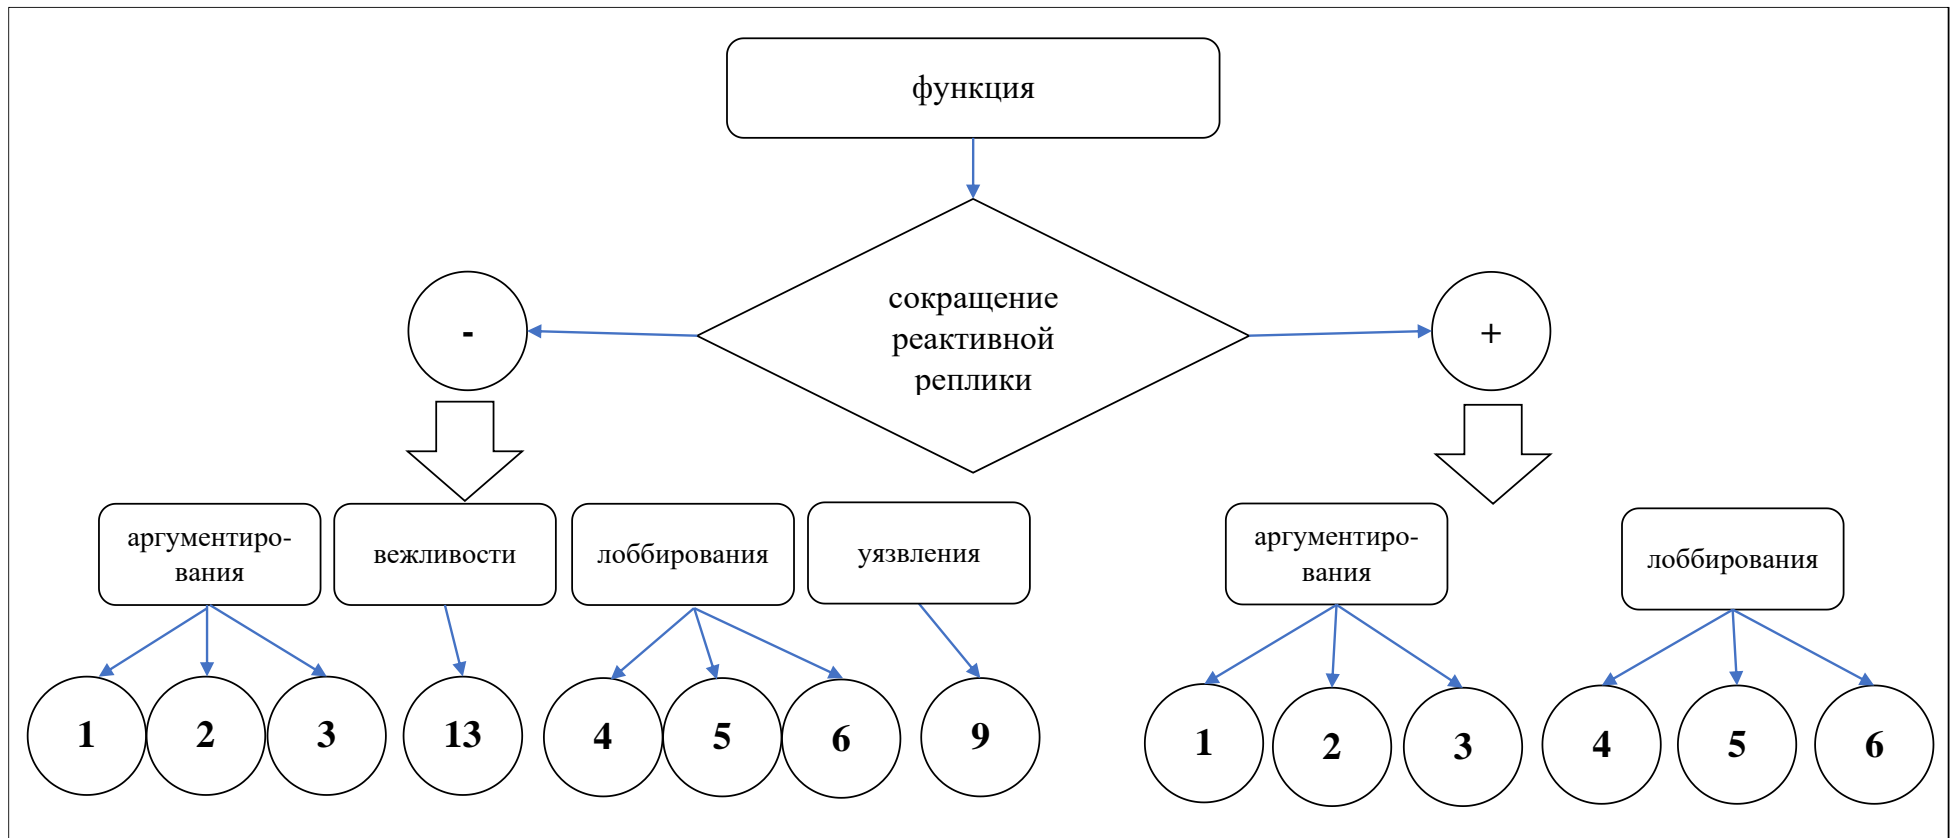 функция
сокращение
реактивной
реплики
-
+
аргументиро-
вания
вежливости
лоббирования
уязвления
аргументиро-
вания
лоббирования
1
2
3
13
4
5
6
9
1
2
3
4
5
6